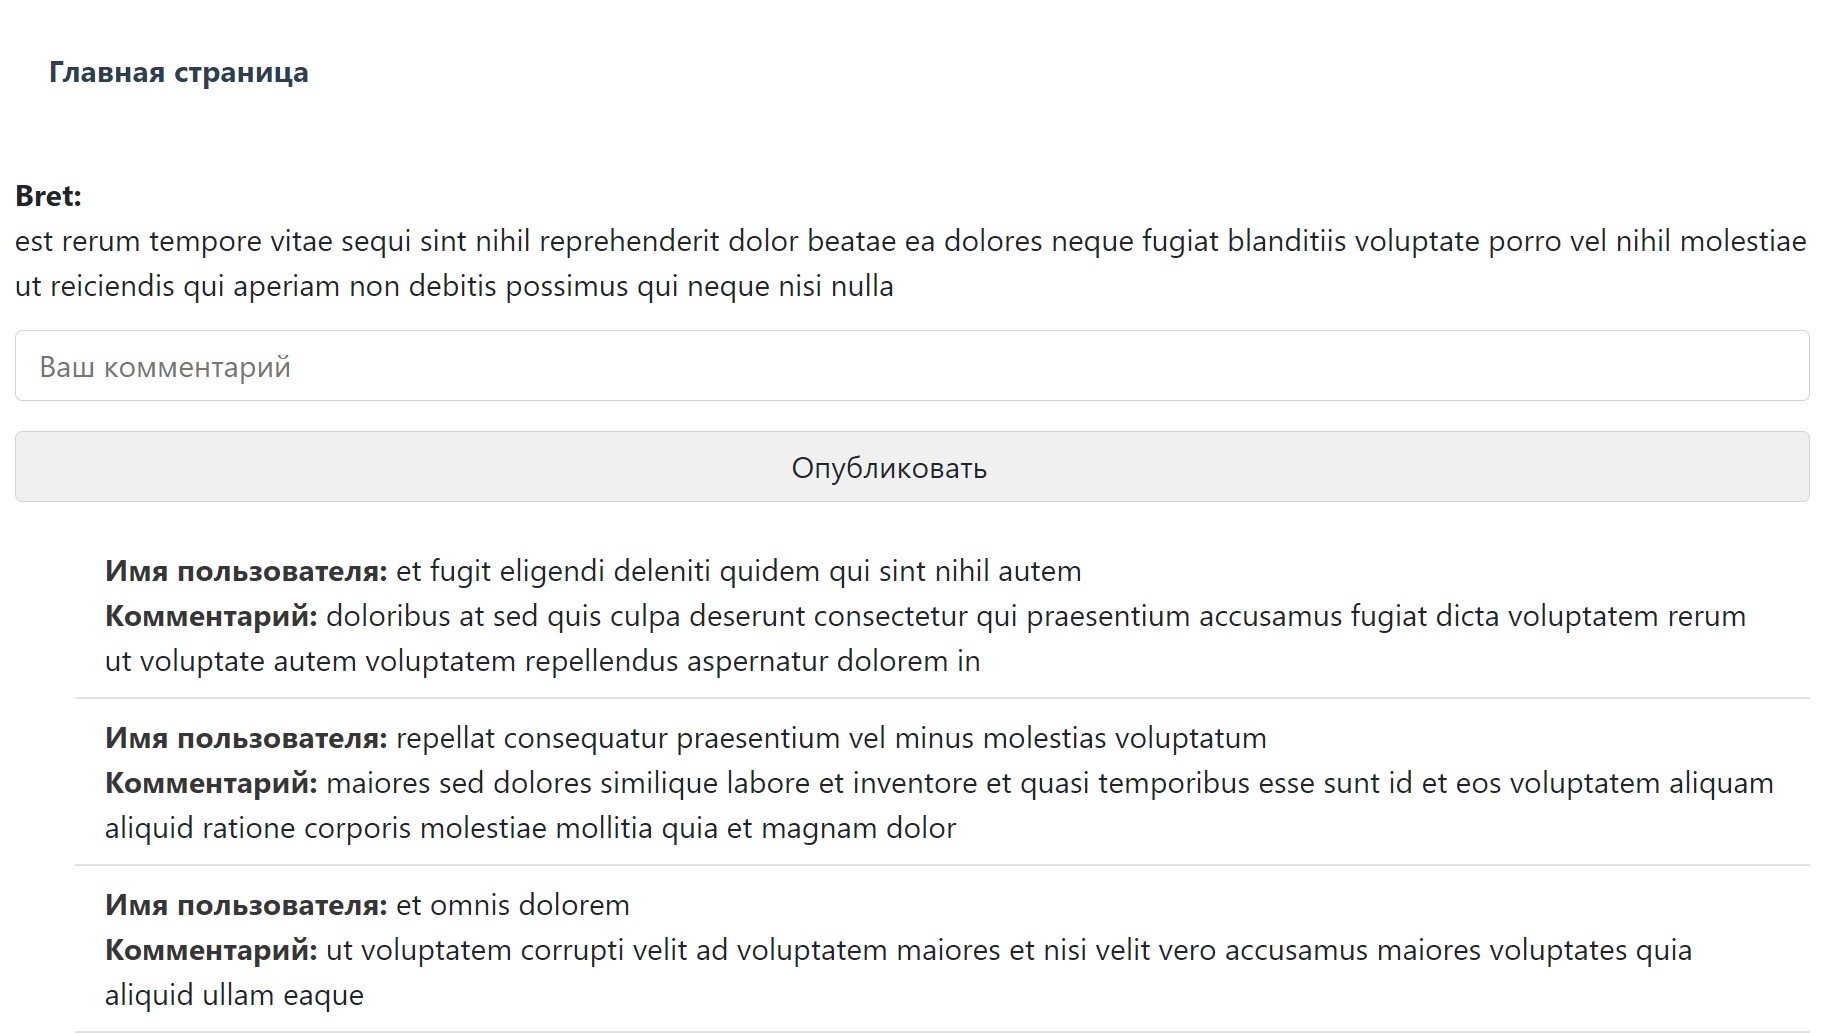 Главная страница
Bret:
est rerum tempore vitae sequi sint nihil reprehenderit dolor beatae ea dolores neque fugiat blanditiis voluptate porro vel nihil molestiae
ut reiciendis qui aperiam non debitis possimus qui neque nisi nulla
Ваш комментарий
Опубликовать
Имя пользователя: et fugit eligendi deleniti quidem qui sint nihil autem
Комментарий: doloribus at sed quis culpa deserunt consectetur qui praesentium accusamus fugiat dicta voluptatem rerum
ut voluptate autem voluptatem repellendus aspernatur dolorem in
Имя пользователя: repellat consequatur praesentium vel minus molestias voluptatum
Комментарий: maiores sed dolores similique labore et inventore et quasi temporibus esse sunt id et eos voluptatem aliquam
aliquid ratione corporis molestiae mollitia quia et magnam dolor
Имя пользователя: et omnis dolorem
Комментарий: ut voluptatem corrupti velit ad voluptatem maiores et nisi velit vero accusamus maiores voluptates quia
aliquid ullam eaque